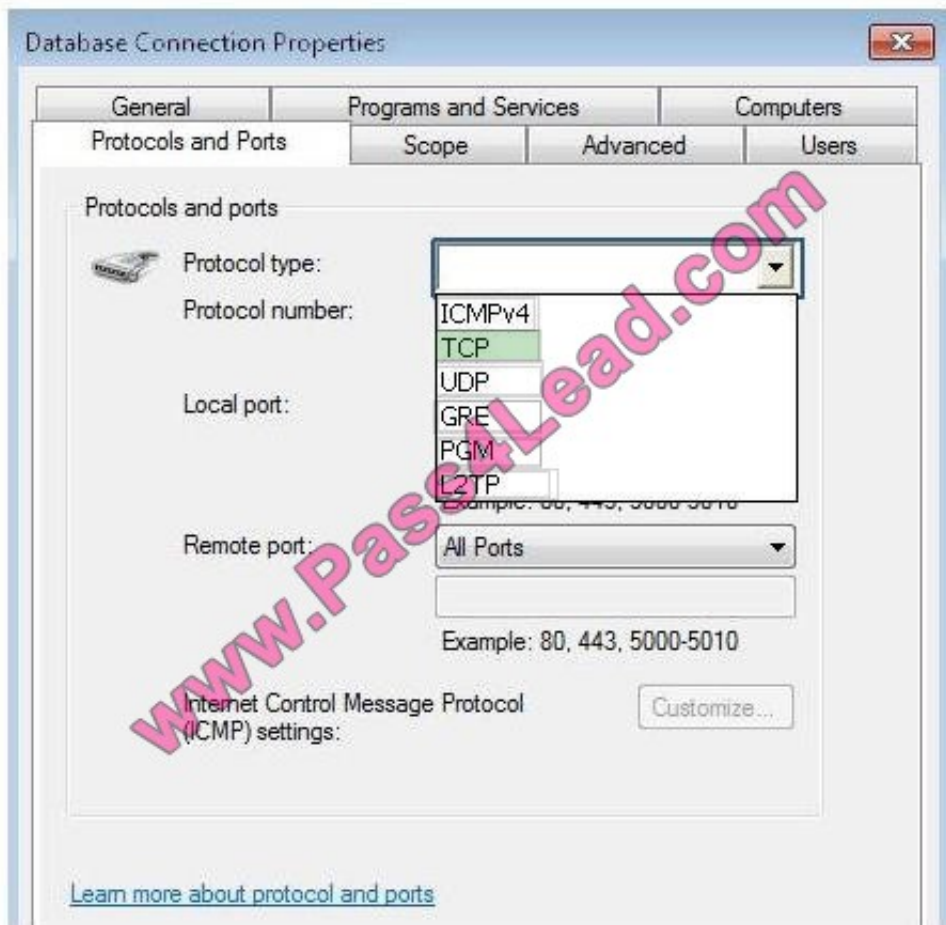 Database Connection Properties
General
Programs and Services
Computers
Protocols and Ports
Scope
Advanced
Users
Protocols and ports
Protocol type:
Protocol number:
ICMPv4
TCP
UDP
Local port:
GRE
PGM
L2TP
Example: 80, 443, 5000-5010
Remote port:
All Ports
Example: 80, 443, 5000-5010
Internet Control Message Protocol
(ICMP) settings:
Customize...
Learn more about protocol and ports
www.Pass4Lead.com